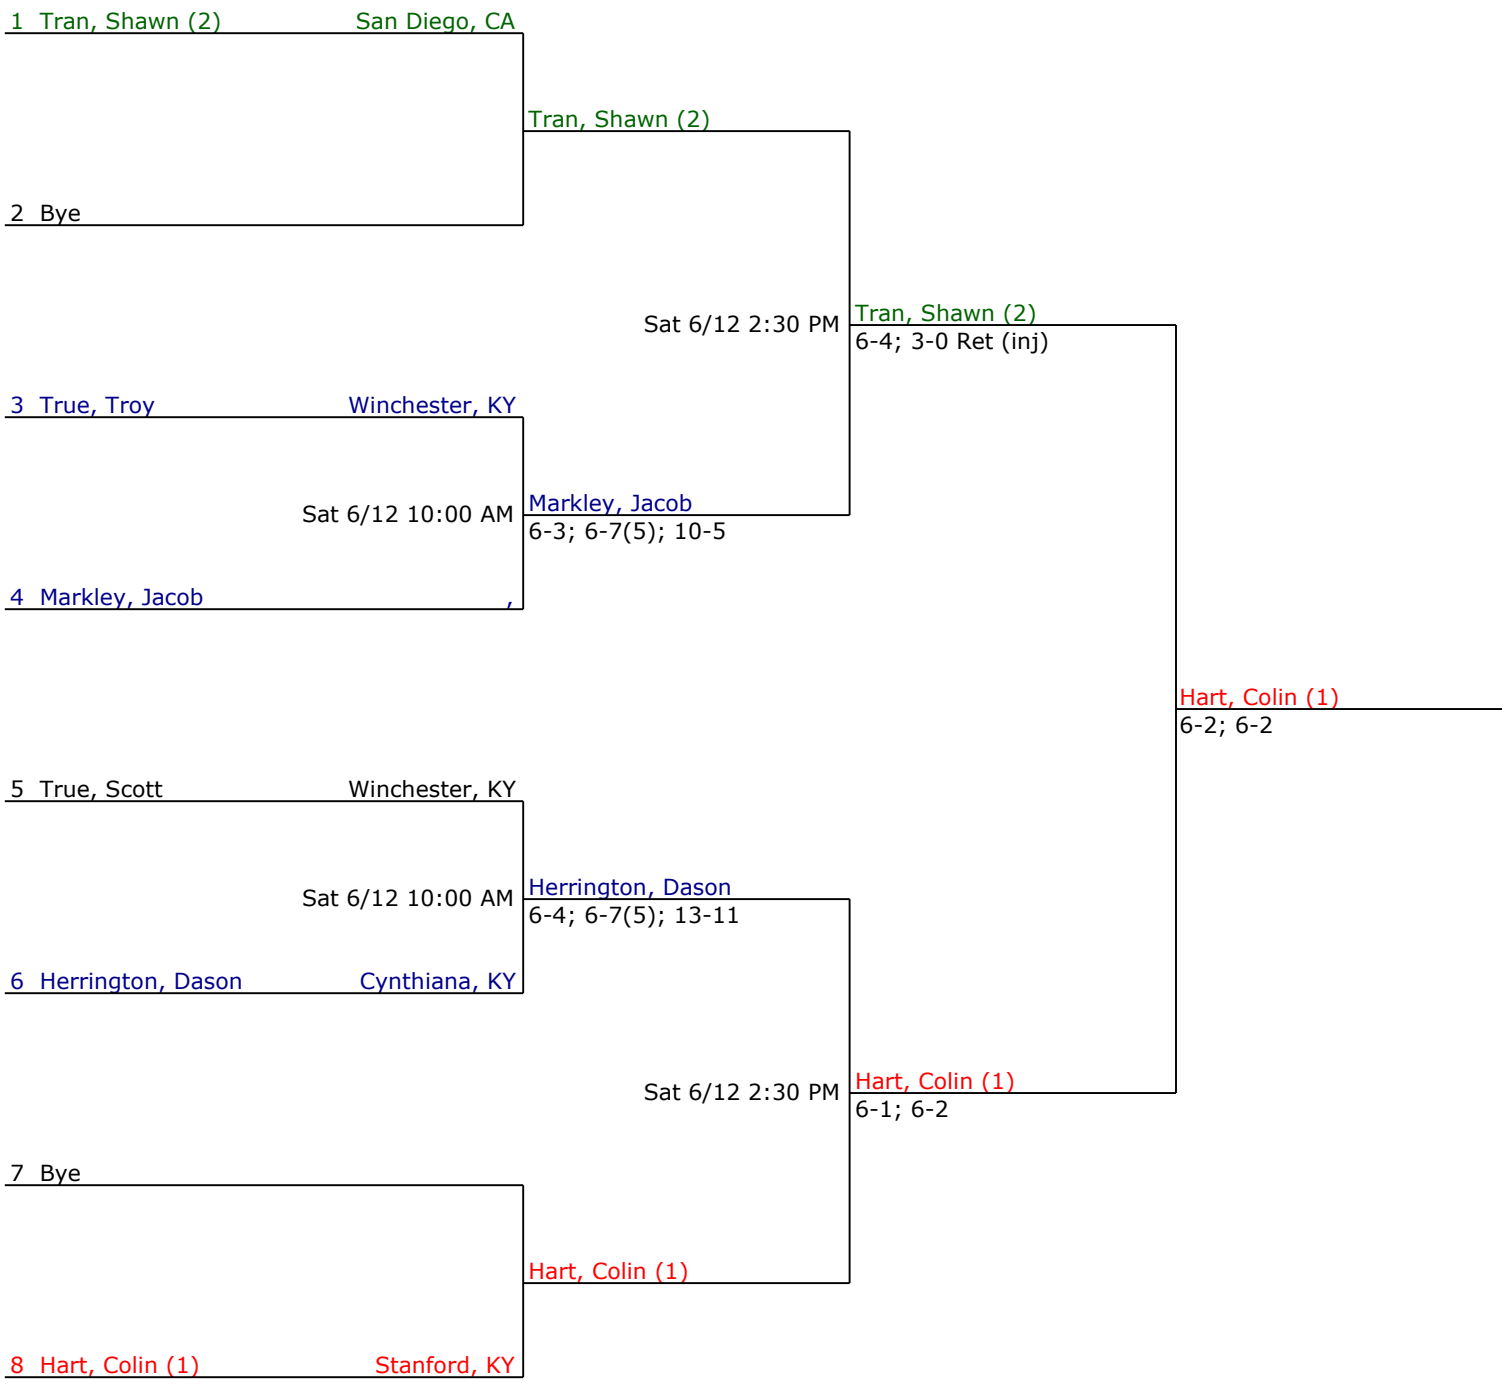 1 Tran, Shawn (2) San Diego, CA
Tran, Shawn (2)
2 Bye
Sat 6/12 2:30 PM
Tran, Shawn (2)
6-4; 3-0 Ret (inj)
3 True, Troy Winchester, KY
Sat 6/12 10:00 AM
Markley, Jacob
6-3; 6-7(5); 10-5
4 Markley, Jacob ,
Hart, Colin (1)
6-2; 6-2
5 True, Scott Winchester, KY
Sat 6/12 10:00 AM
Herrington, Dason
6-4; 6-7(5); 13-11
6 Herrington, Dason Cynthiana, KY
Sat 6/12 2:30 PM
Hart, Colin (1)
6-1; 6-2
7 Bye
Hart, Colin (1)
8 Hart, Colin (1) Stanford, KY